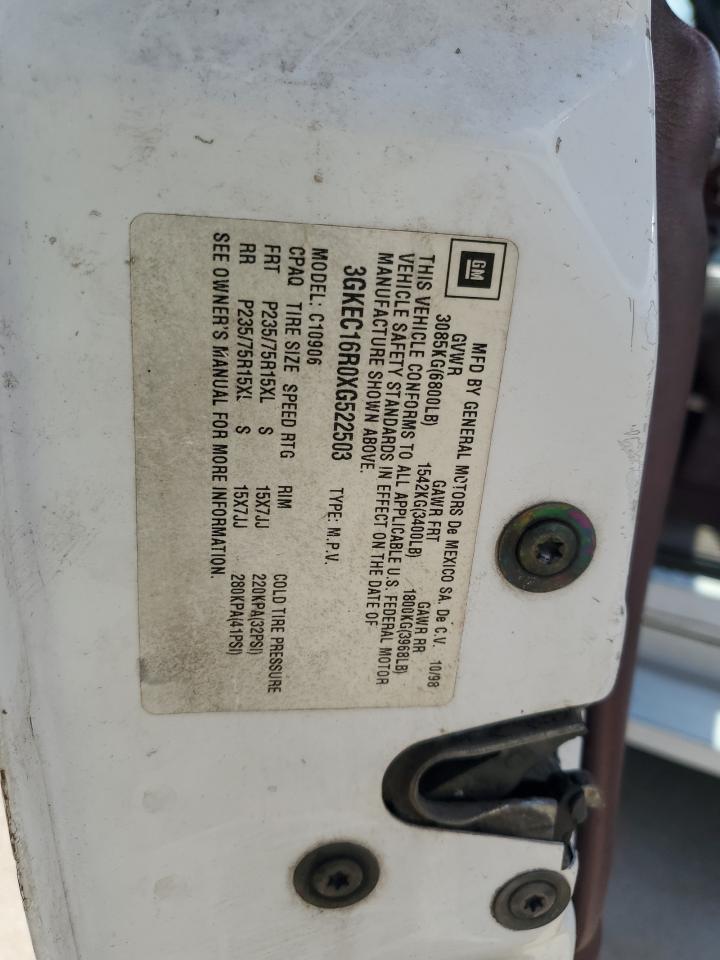 GM
MFD BY GENERAL MOTORS De MEXICO SA. De C.V. 10/98
GVWR GAWR FRT GAWR RR
3085KG(6800LB) 1542KG(3400LB) 1800KG(3968LB)
THIS VEHICLE CONFORMS TO ALL APPLICABLE U.S. FEDERAL MOTOR
VEHICLE SAFETY STANDARDS IN EFFECT ON THE DATE OF
MANUFACTURE SHOWN ABOVE.
3GKEC16R0XG522503 TYPE: M.P.V.
MODEL: C10906
CPAQ TIRE SIZE SPEED RTG RIM COLD TIRE PRESSURE
FRT P235/75R15XL S 15X7JJ 220KPA(32PSI)
RR P235/75R15XL S 15X7JJ 280KPA(41PSI)
SEE OWNER'S MANUAL FOR MORE INFORMATION.